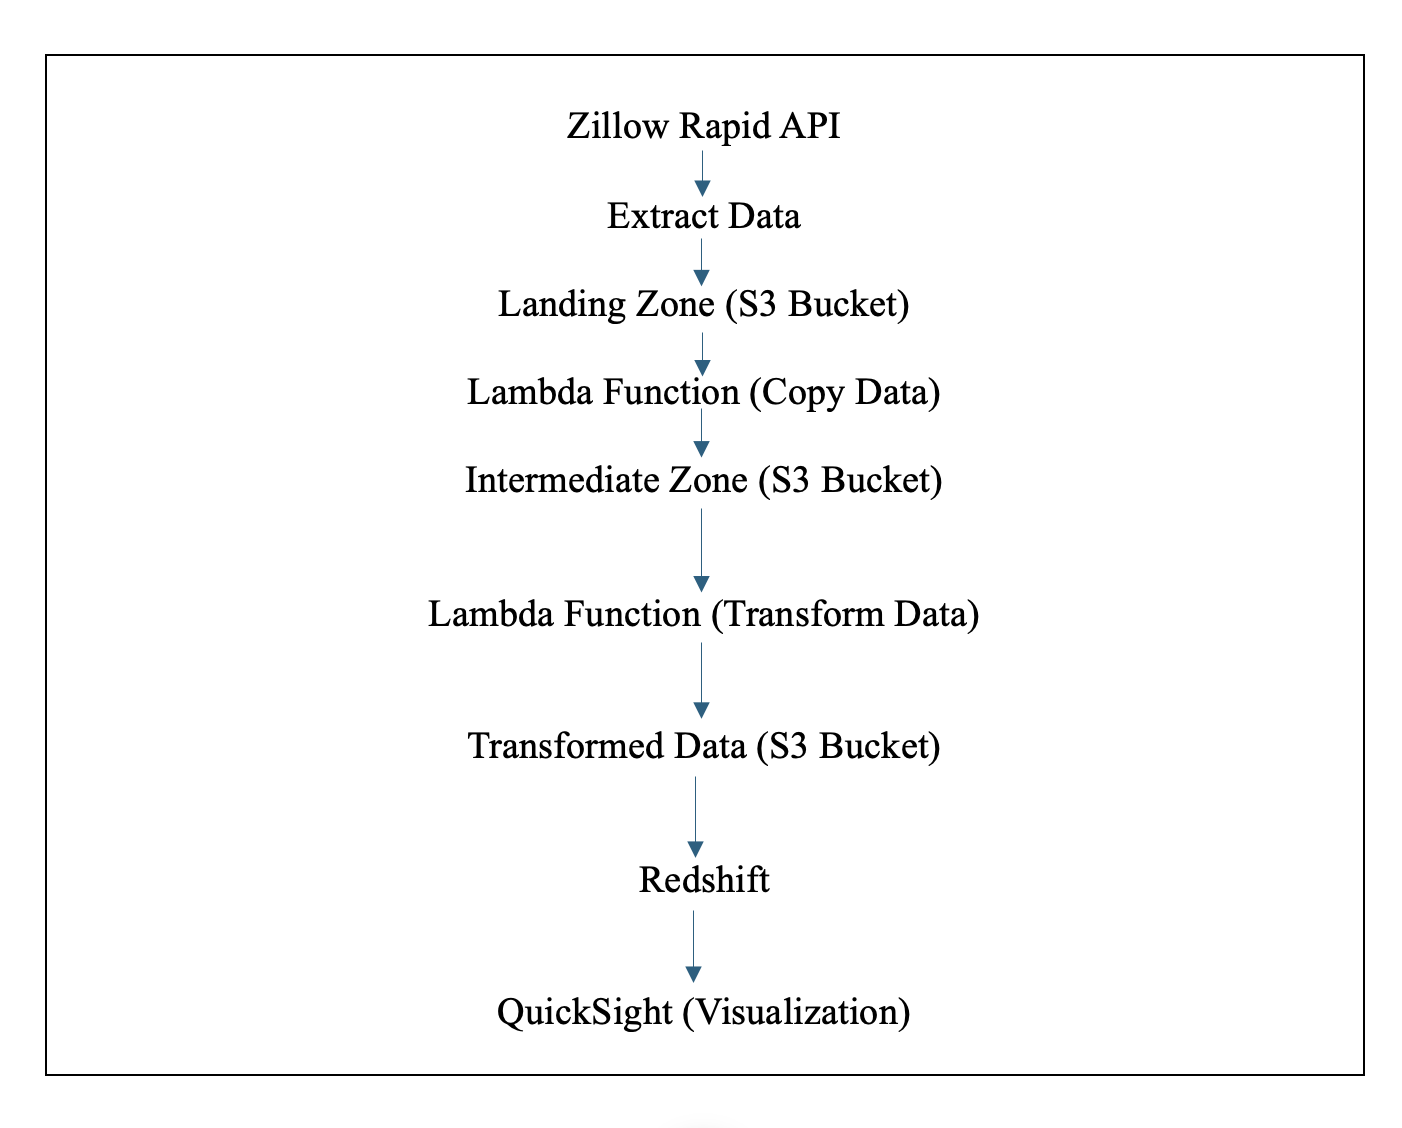 Zillow Rapid API
Extract Data
Landing Zone (S3 Bucket)
Lambda Function (Copy Data)
Intermediate Zone (S3 Bucket)
Lambda Function (Transform Data)
Transformed Data (S3 Bucket)
Redshift
QuickSight (Visualization)